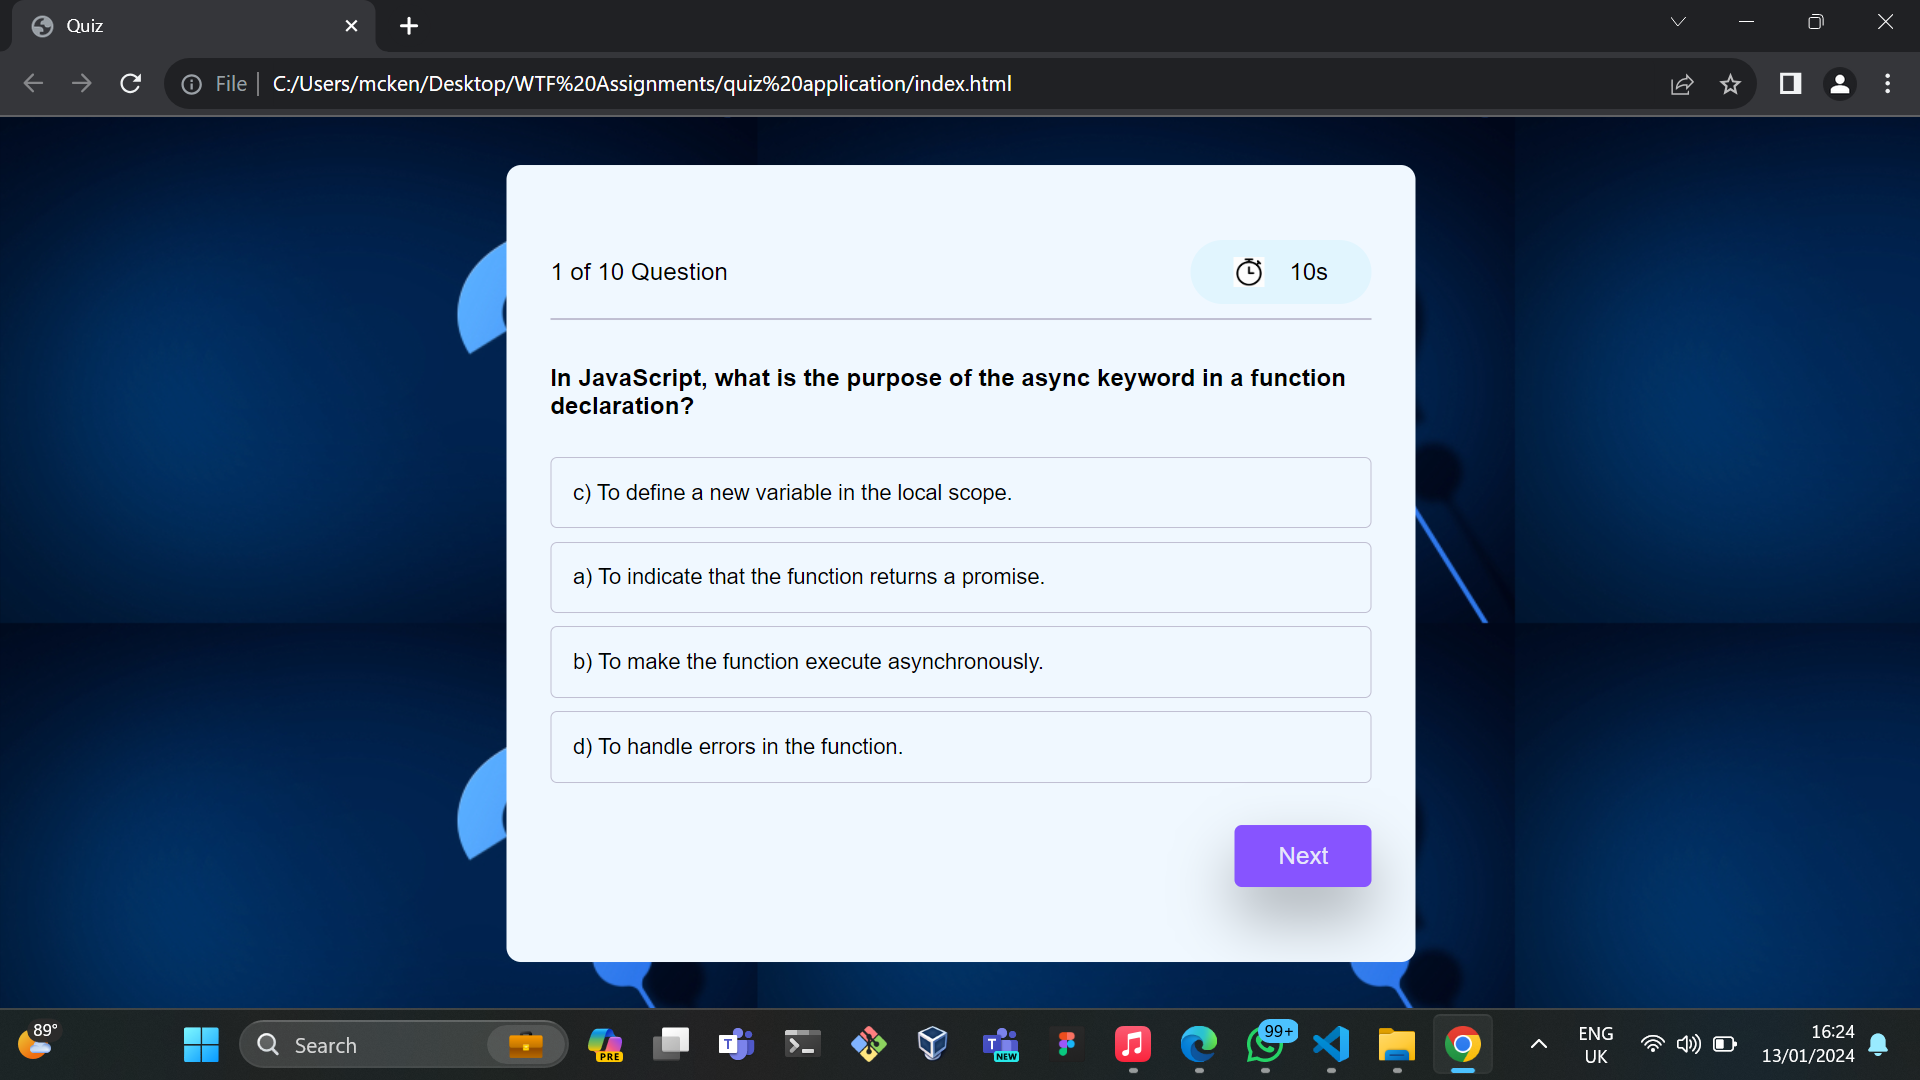 Quiz
File
C:/Users/mcken/Desktop/WTF%20Assignments/quiz%20application/index.html
1 of 10 Question
10s
In JavaScript, what is the purpose of the async keyword in a function
declaration?
c) To define a new variable in the local scope.
a) To indicate that the function returns a promise.
b) To make the function execute asynchronously.
d) To handle errors in the function.
Next
89°
Search
PRE
T
T
NEW
99+
ENG
UK
16:24
13/01/2024